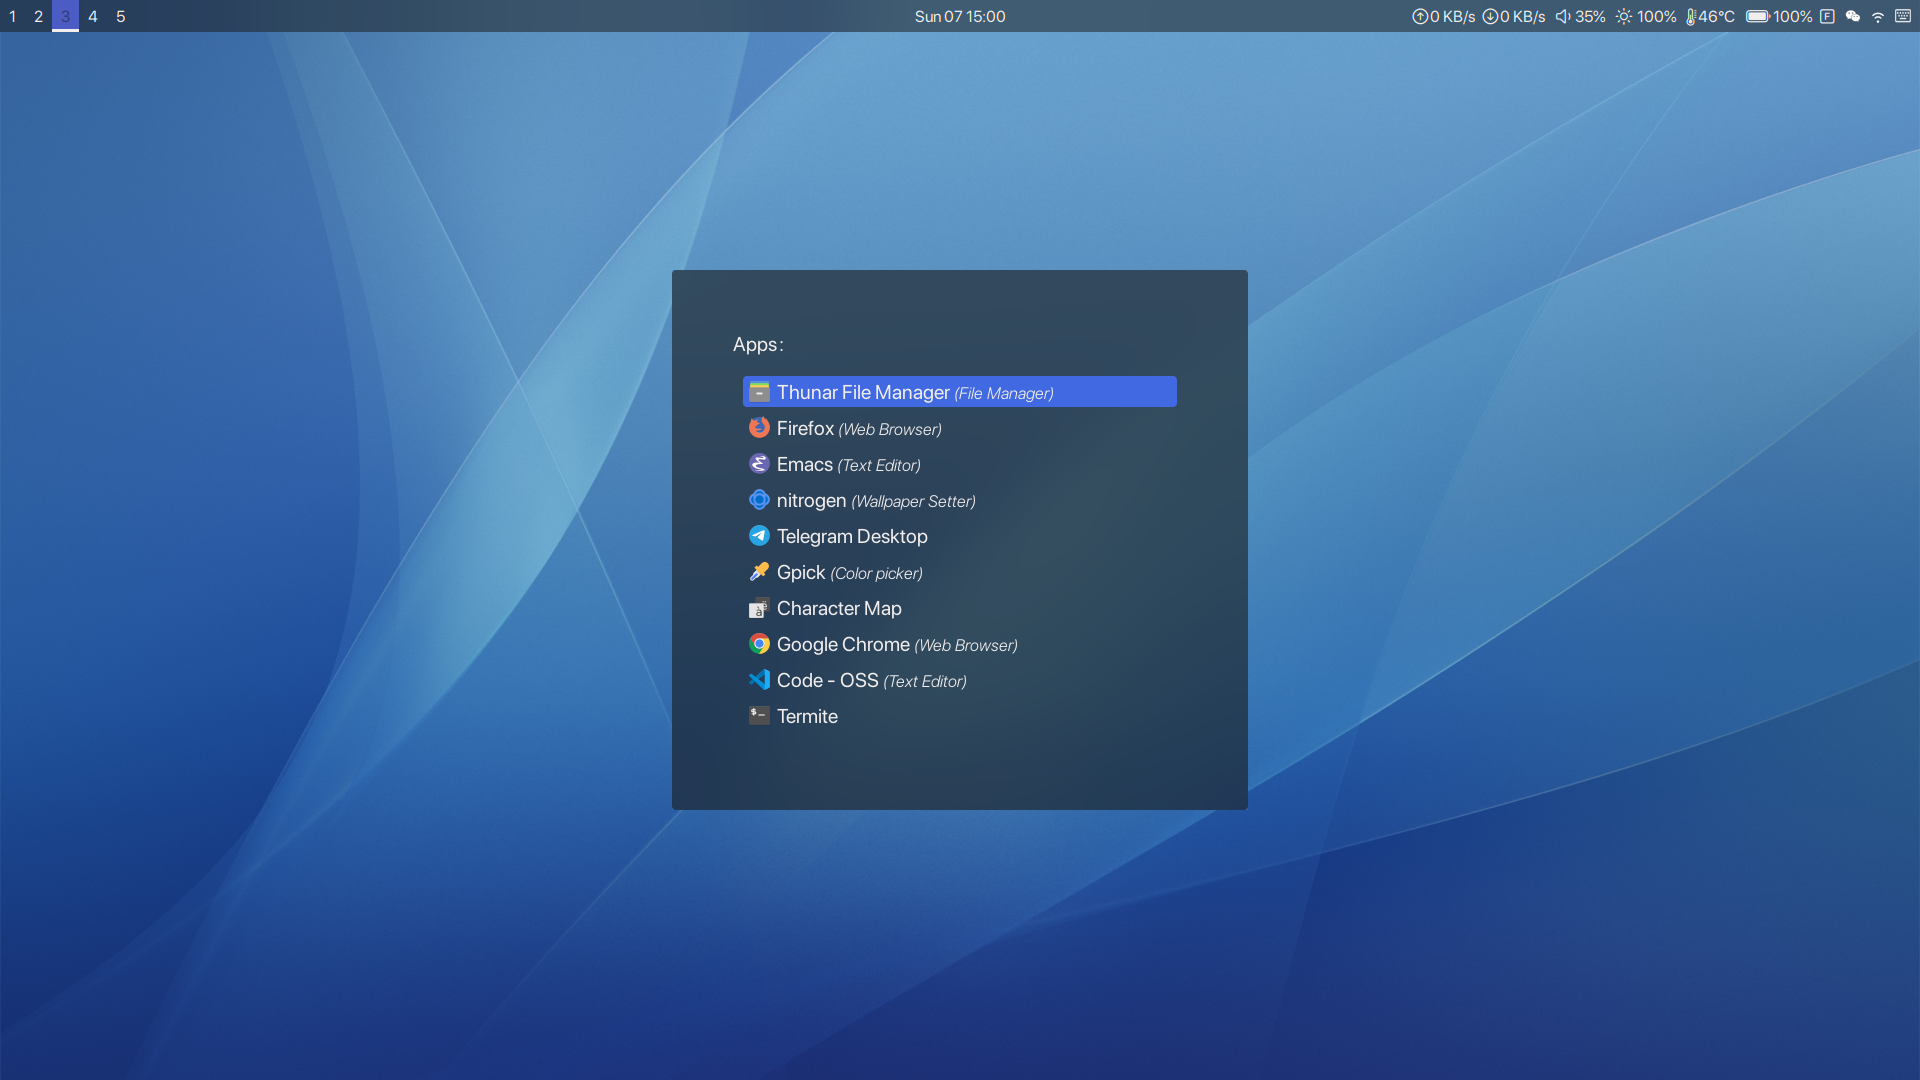 1 2 3 4 5 Sun 07 15:00 0 KB/s 0 KB/s 35% 100% 46°C 100% F
Apps:
Thunar File Manager (File Manager)
Firefox (Web Browser)
Emacs (Text Editor)
nitrogen (Wallpaper Setter)
Telegram Desktop
Gpick (Color picker)
Character Map
Google Chrome (Web Browser)
Code - OSS (Text Editor)
Termite